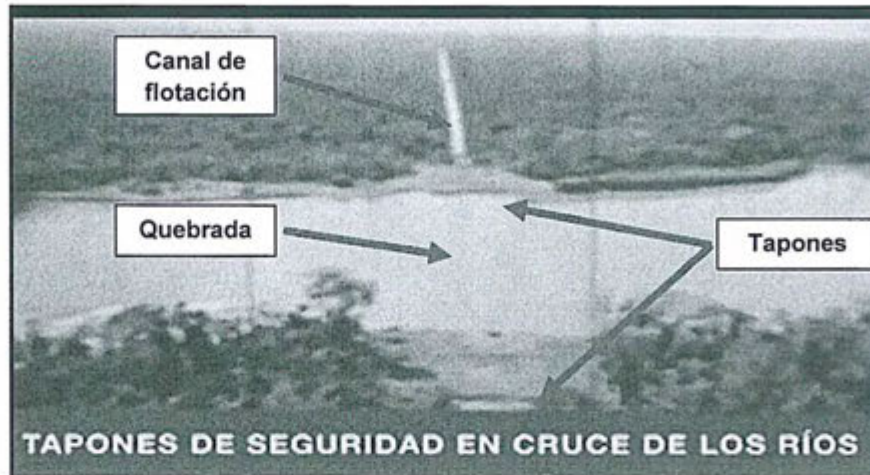 Canal de
flotación
Quebrada
Tapones
TAPONES DE SEGURIDAD EN CRUCE DE LOS RÍOS